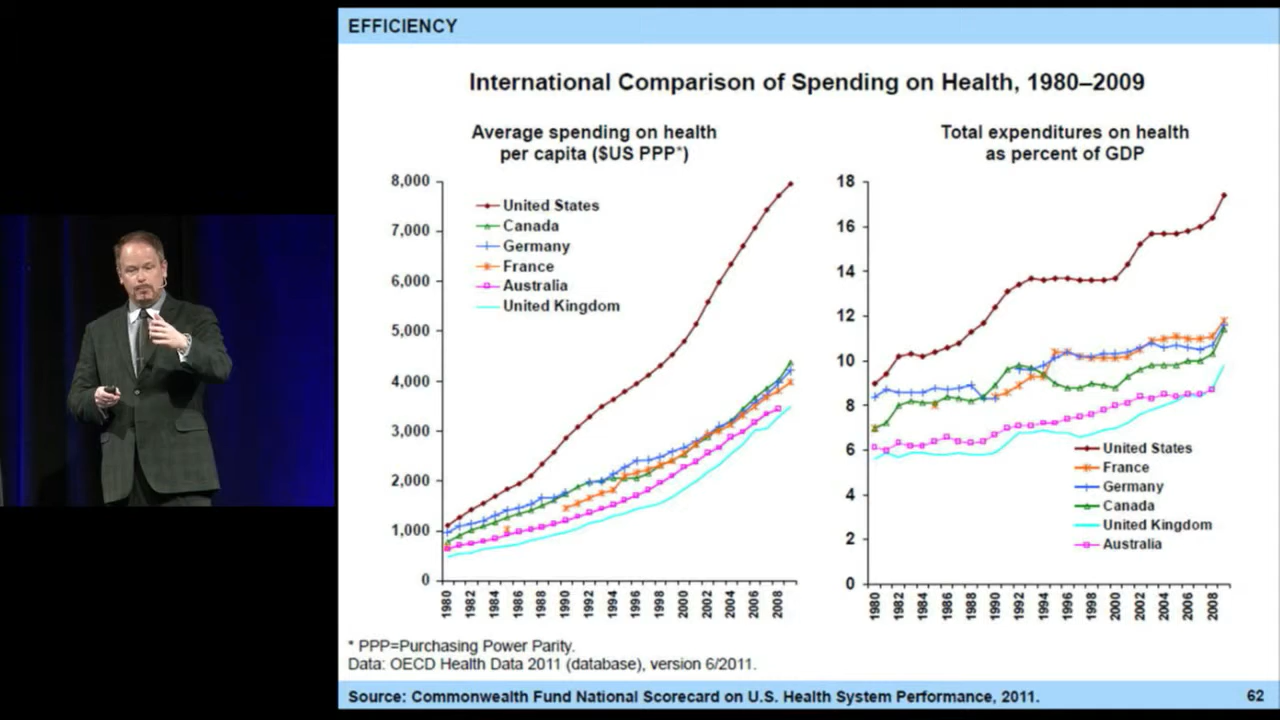 EFFICIENCY
International Comparison of Spending on Health, 1980–2009
Average spending on health
per capita ($US PPP*)
8,000
7,000
6,000
5,000
4,000
3,000
2,000
1,000
0
United States
Canada
Germany
France
Australia
United Kingdom
1980 1982 1984 1986 1988 1990 1992 1994 1996 1998 2000 2002 2004 2006 2008
Total expenditures on health
as percent of GDP
18
16
14
12
10
8
6
4
2
0
United States
France
Germany
Canada
United Kingdom
Australia
1980 1982 1984 1986 1988 1990 1992 1994 1996 1998 2000 2002 2004 2006 2008
* PPP=Purchasing Power Parity.
Data: OECD Health Data 2011 (database), version 6/2011.
Source: Commonwealth Fund National Scorecard on U.S. Health System Performance, 2011.
62